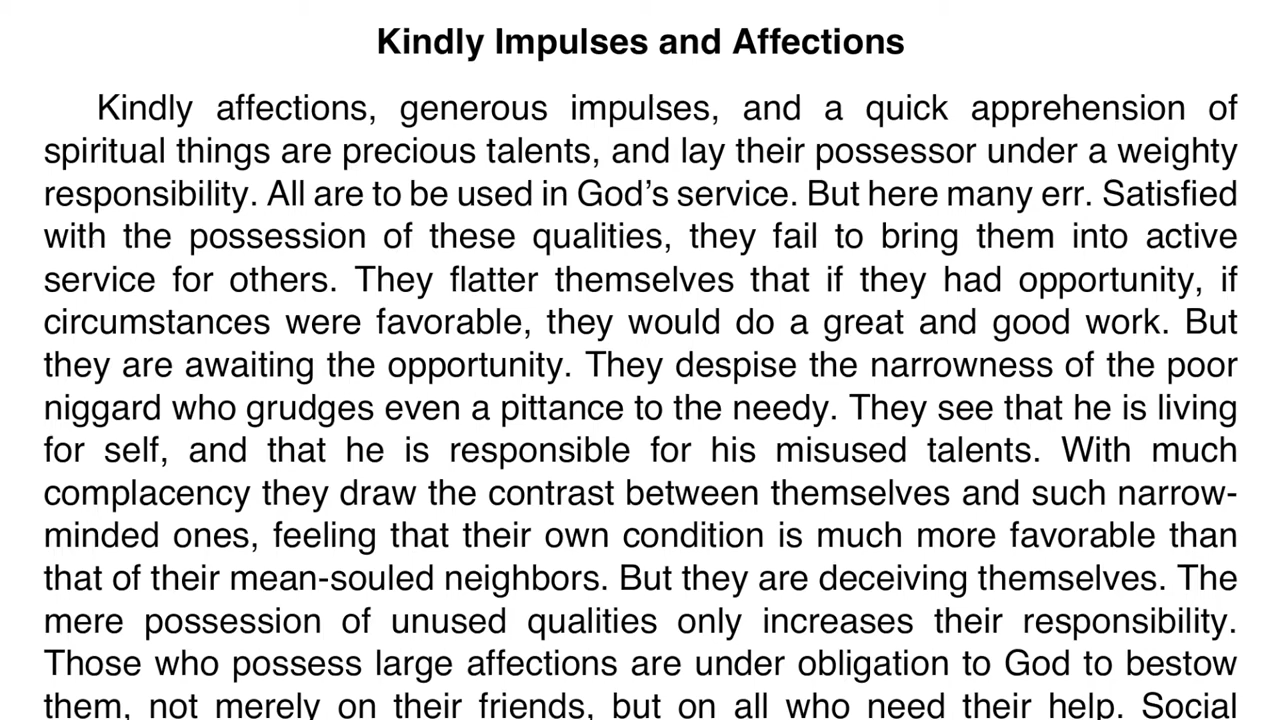 Kindly Impulses and Affections
Kindly affections, generous impulses, and a quick apprehension of
spiritual things are precious talents, and lay their possessor under a weighty
responsibility. All are to be used in God’s service. But here many err. Satisfied
with the possession of these qualities, they fail to bring them into active
service for others. They flatter themselves that if they had opportunity, if
circumstances were favorable, they would do a great and good work. But
they are awaiting the opportunity. They despise the narrowness of the poor
niggard who grudges even a pittance to the needy. They see that he is living
for self, and that he is responsible for his misused talents. With much
complacency they draw the contrast between themselves and such narrow-
minded ones, feeling that their own condition is much more favorable than
that of their mean-souled neighbors. But they are deceiving themselves. The
mere possession of unused qualities only increases their responsibility.
Those who possess large affections are under obligation to God to bestow
them, not merely on their friends, but on all who need their help. Social